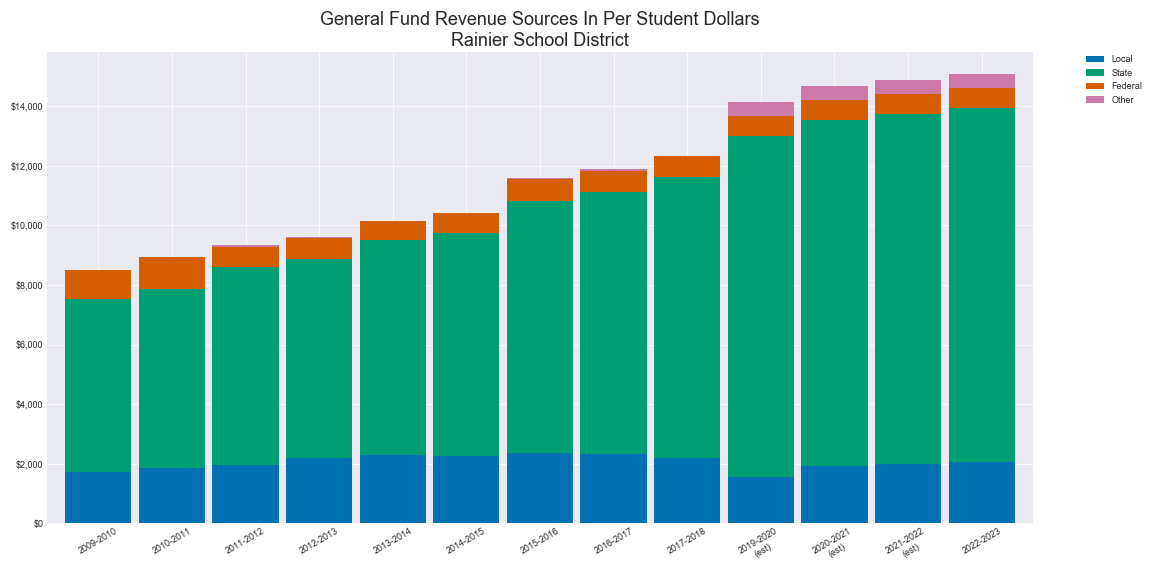 General Fund Revenue Sources In Per Student Dollars
Rainier School District
Local
State
Federal
Other
$14,000
$12,000
$10,000
$8,000
$6,000
$4,000
$2,000
$0
2009-2010
2010-2011
2011-2012
2012-2013
2013-2014
2014-2015
2015-2016
2016-2017
2017-2018
2019-2020
(est)
2020-2021
(est)
2021-2022
(est)
2022-2023